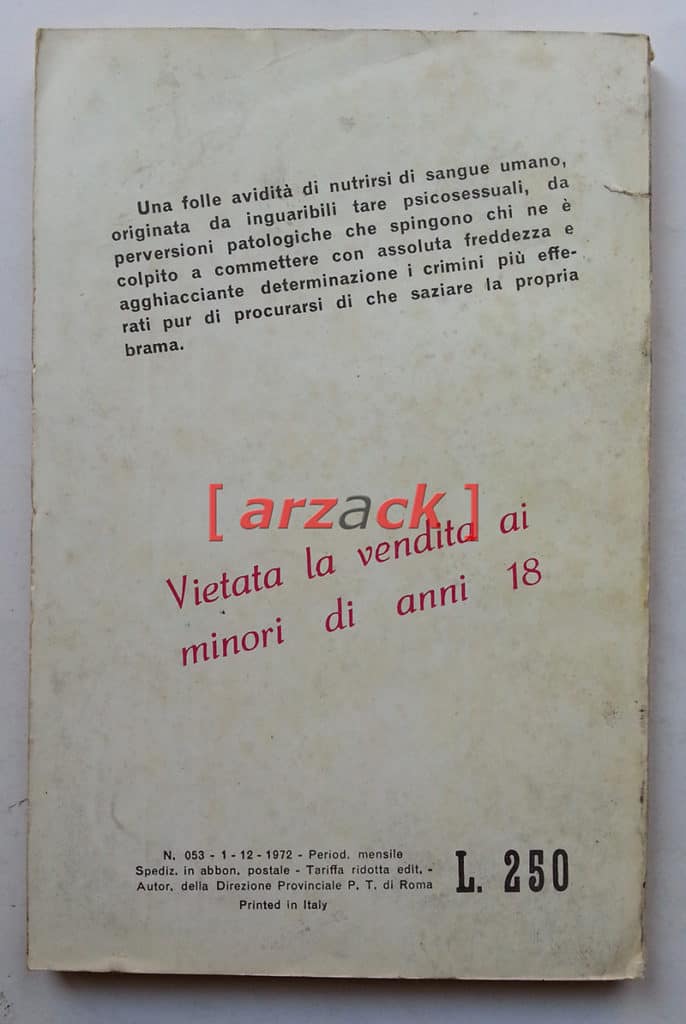 Una folle avidità di nutrirsi di sangue umano,
originata da inguaribili tare psicosessuali, da
perversioni patologiche che spingono chi ne è
colpito a commettere con assoluta freddezza e
agghiacciante determinazione i crimini più effe-
rati pur di procurarsi di che saziare la propria
brama.
[ arzack ]
Vietata la vendita ai
minori di anni 18
N. 053 - 1 - 12 - 1972 - Period. mensile
Spediz. in abbon. postale - Tariffa ridotta edit. -
Autor. della Direzione Provinciale P. T. di Roma
Printed in Italy
L. 250